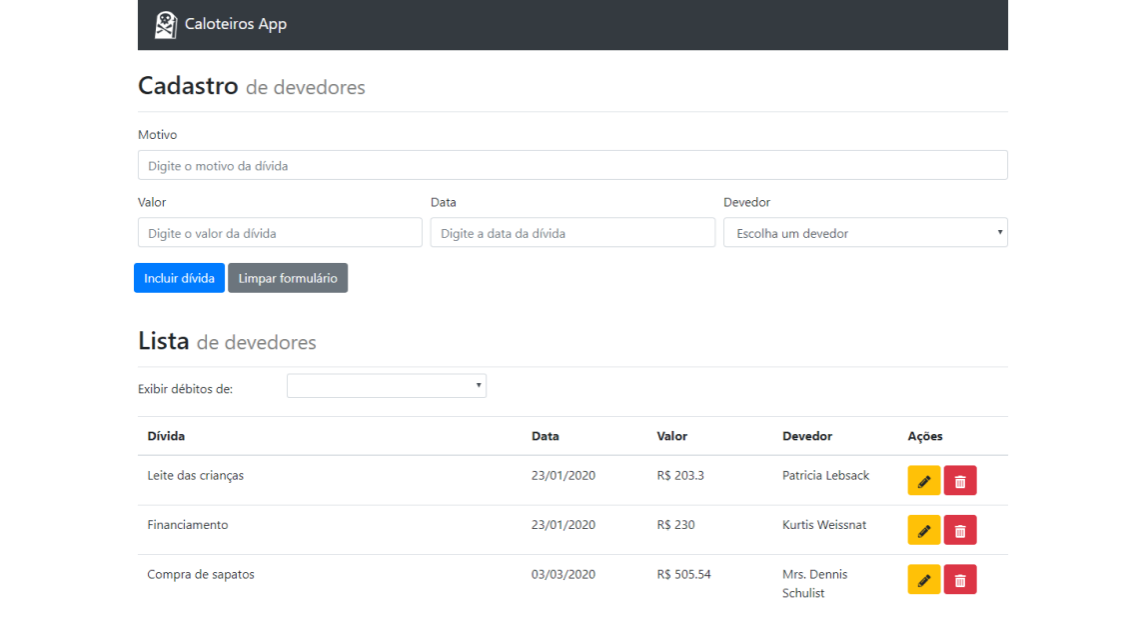 Caloteiros App
Cadastro de devedores
Motivo
Digite o motivo da dívida
Valor Data Devedor
Digite o valor da dívida Digite a data da dívida Escolha um devedor
Incluir dívida Limpar formulário
Lista de devedores
Exibir débitos de:
Dívida Data Valor Devedor Ações
Leite das crianças 23/01/2020 R$ 203.3 Patricia Lebsack
Financiamento 23/01/2020 R$ 230 Kurtis Weissnat
Compra de sapatos 03/03/2020 R$ 505.54 Mrs. Dennis
Schulist